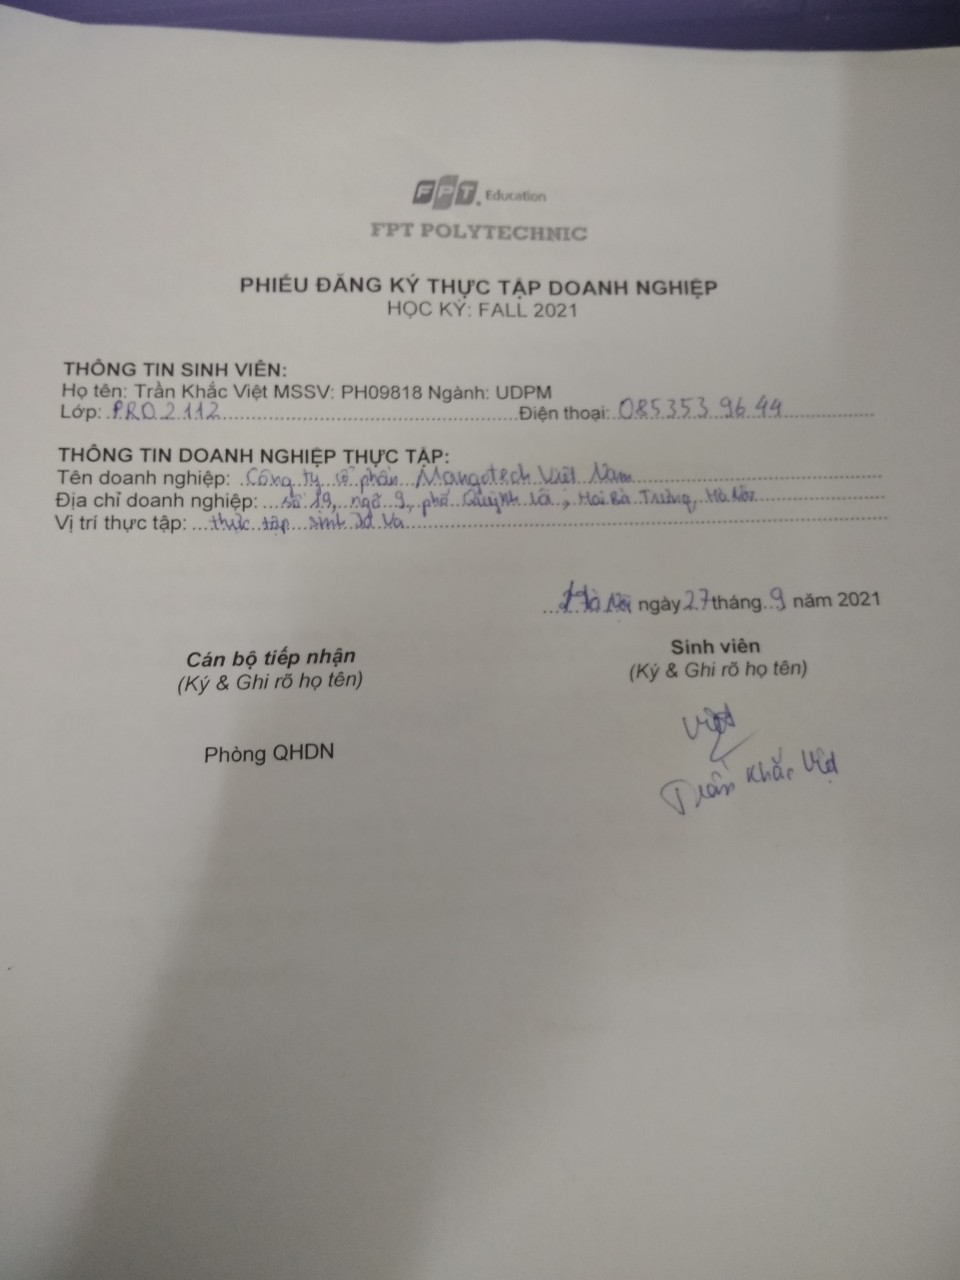 FPT. Education
FPT POLYTECHNIC
PHIẾU ĐĂNG KÝ THỰC TẬP DOANH NGHIỆP
HỌC KỲ: FALL 2021
THÔNG TIN SINH VIÊN:
Họ tên: Trần Khắc Việt MSSV: PH09818 Ngành: UDPM
Lớp: PRO2112 Điện thoại: 085353 96 44
THÔNG TIN DOANH NGHIỆP THỰC TẬP:
Tên doanh nghiệp: Công ty cổ phần Mangotech Việt Nam
Địa chỉ doanh nghiệp: số 19, ngõ 9, phố Quỳnh Lôi, Hai Bà Trưng, Hà Nội
Vị trí thực tập: thực tập sinh
Hà Nội ngày 27 tháng 9 năm 2021
Cán bộ tiếp nhận
(Ký & Ghi rõ họ tên)
Phòng QHDN
Sinh viên
(Ký & Ghi rõ họ tên)
Việt
Trần Khắc Việt